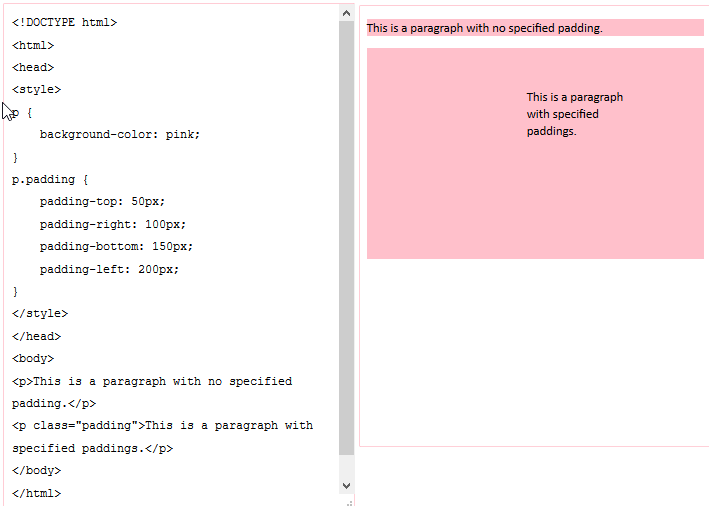 <!DOCTYPE html>
<html>
<head>
<style>
p {
    background-color: pink;
}
p.padding {
    padding-top: 50px;
    padding-right: 100px;
    padding-bottom: 150px;
    padding-left: 200px;
}
</style>
</head>
<body>
<p>This is a paragraph with no specified
padding.</p>
<p class="padding">This is a paragraph with
specified paddings.</p>
</body>
</html>
This is a paragraph with no specified padding.
This is a paragraph
with specified
paddings.